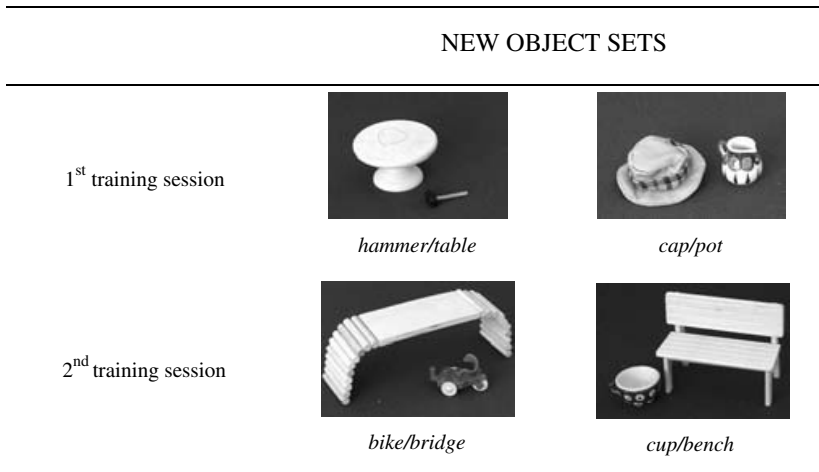 NEW OBJECT SETS
1st training session
hammer/table
cap/pot
2nd training session
bike/bridge
cup/bench